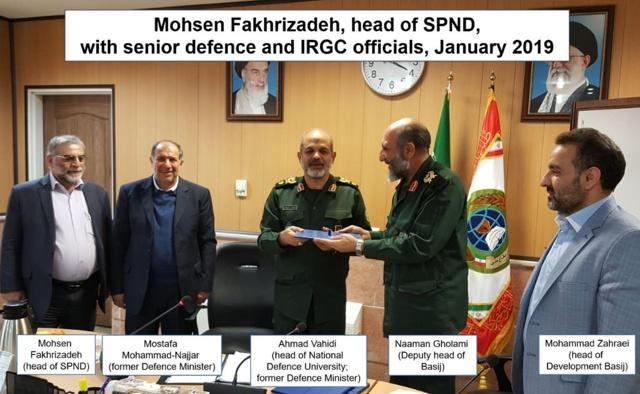 Mohsen Fakhrizadeh, head of SPND,
with senior defence and IRGC officials, January 2019
Mohsen
Fakhrizadeh
(head of SPND)
Mostafa
Mohammad-Najjar
(former Defence Minister)
Ahmad Vahidi
(head of National
Defence University;
former Defence Minister)
Naaman Gholami
(Deputy head of
Basij)
Mohammad Zahraei
(head of
Development Basij)